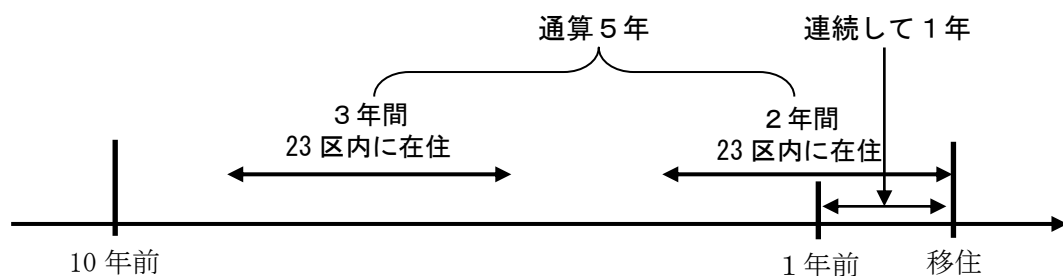 通算５年
連続して１年
３年間
23 区内に在住
２年間
23 区内に在住
10 年前
１年前
移住